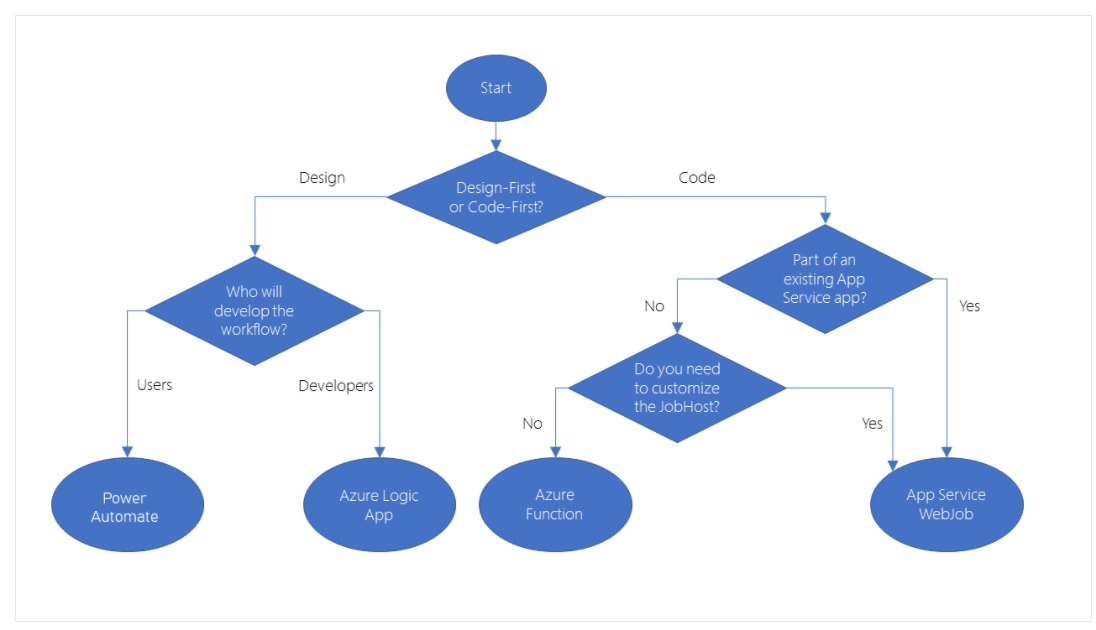 Start
Design
Code
Design-First
or Code-First?
Part of an
existing App
Service app?
Who will
develop the
workflow?
No
Yes
Do you need
to customize
the JobHost?
Users
Developers
No
Yes
Power
Automate
Azure Logic
App
Azure
Function
App Service
WebJob